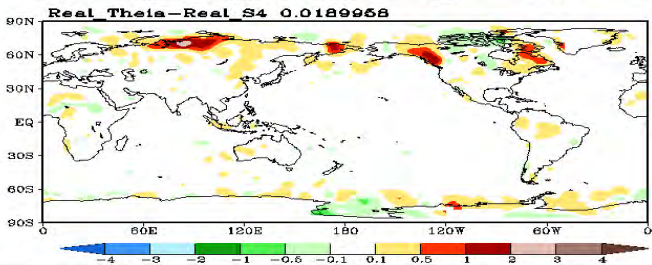 Real_Theia-Real_S4 0.0189958
90N
60N
30N
EQ
30S
60S
90S
0 60E 120E 180 120W 60W 0
-4 -3 -2 -1 -0.5 -0.1 0.1 0.5 1 2 3 4